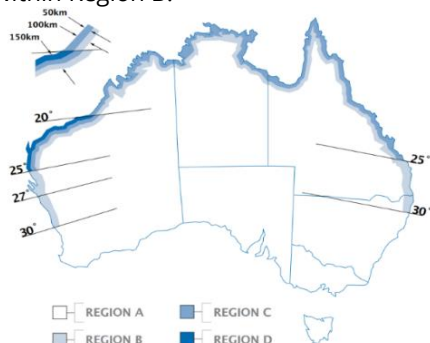 within Region B.
50km
100km
150km
20°
25°
25°
27°
30°
30°
REGION A
REGION C
REGION B
REGION D